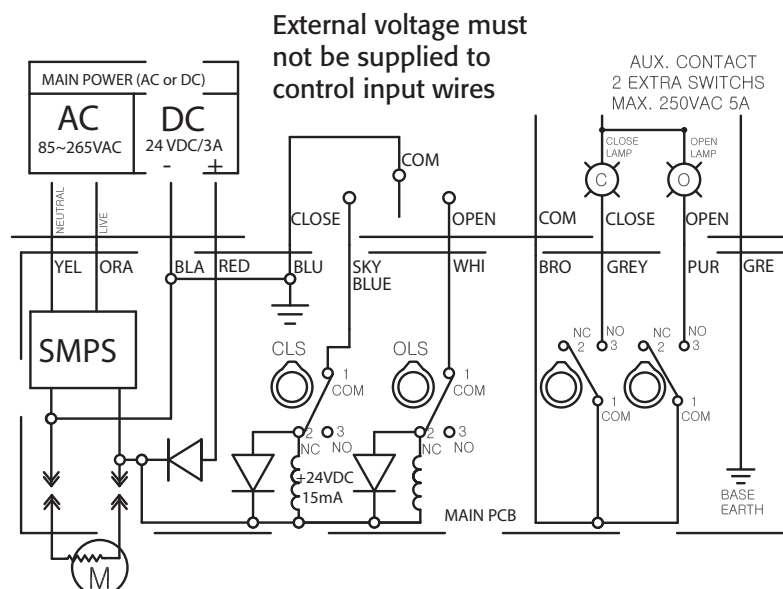 External voltage must
not be supplied to
control input wires
AUX. CONTACT
2 EXTRA SWITCHS
MAX. 250VAC 5A
MAIN POWER (AC or DC)
AC
85~265VAC
DC
24 VDC/3A
- +
NEUTRAL
LIVE
COM
CLOSE
OPEN
CLOSE
LAMP
OPEN
LAMP
C
O
COM
CLOSE
OPEN
YEL
ORA
BLA
RED
BLU
SKY
BLUE
WHI
BRO
GREY
PUR
GRE
SMPS
CLS
OLS
1
COM
1
COM
2
NC
3
NO
2
NC
3
NO
NC
2
NO
3
NC
2
NO
3
1
COM
1
COM
+24VDC
15mA
MAIN PCB
BASE
EARTH
M